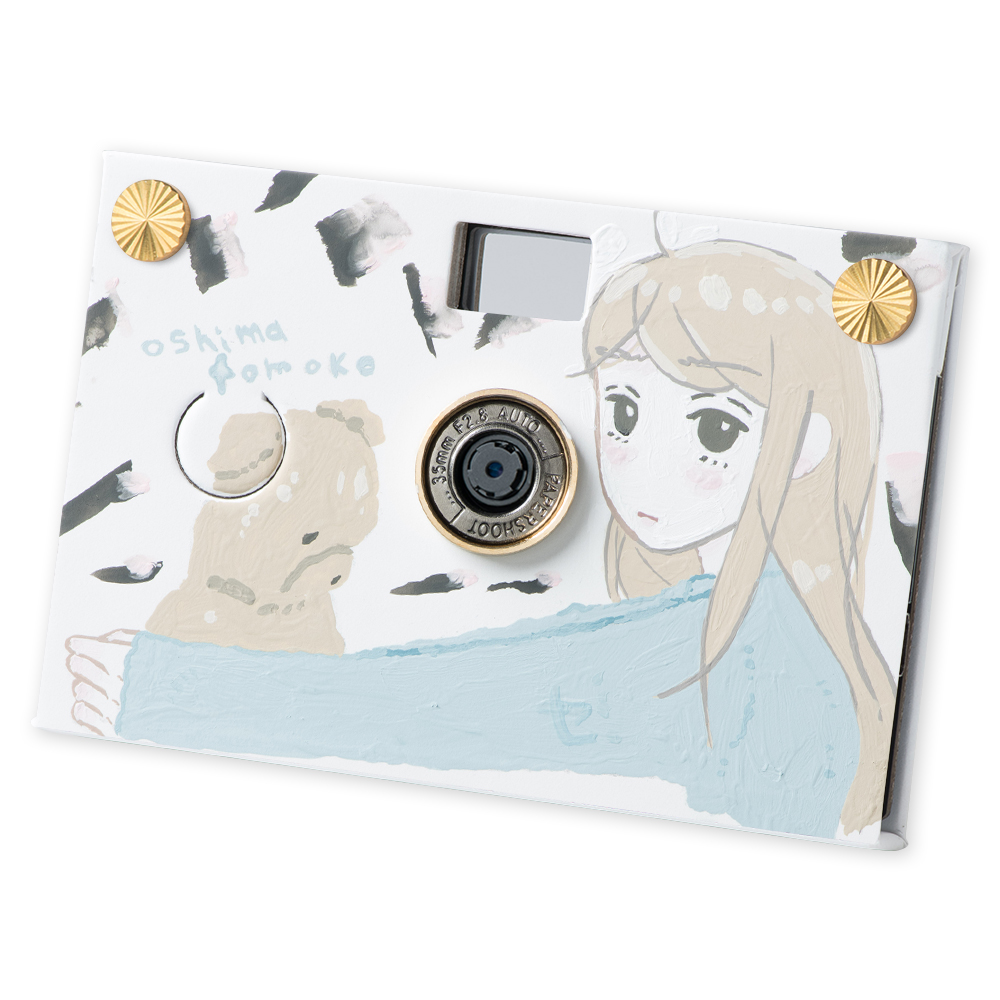 oshima
tomoko
35mm F2.8 AUTO ...
... PAPERSHOOT